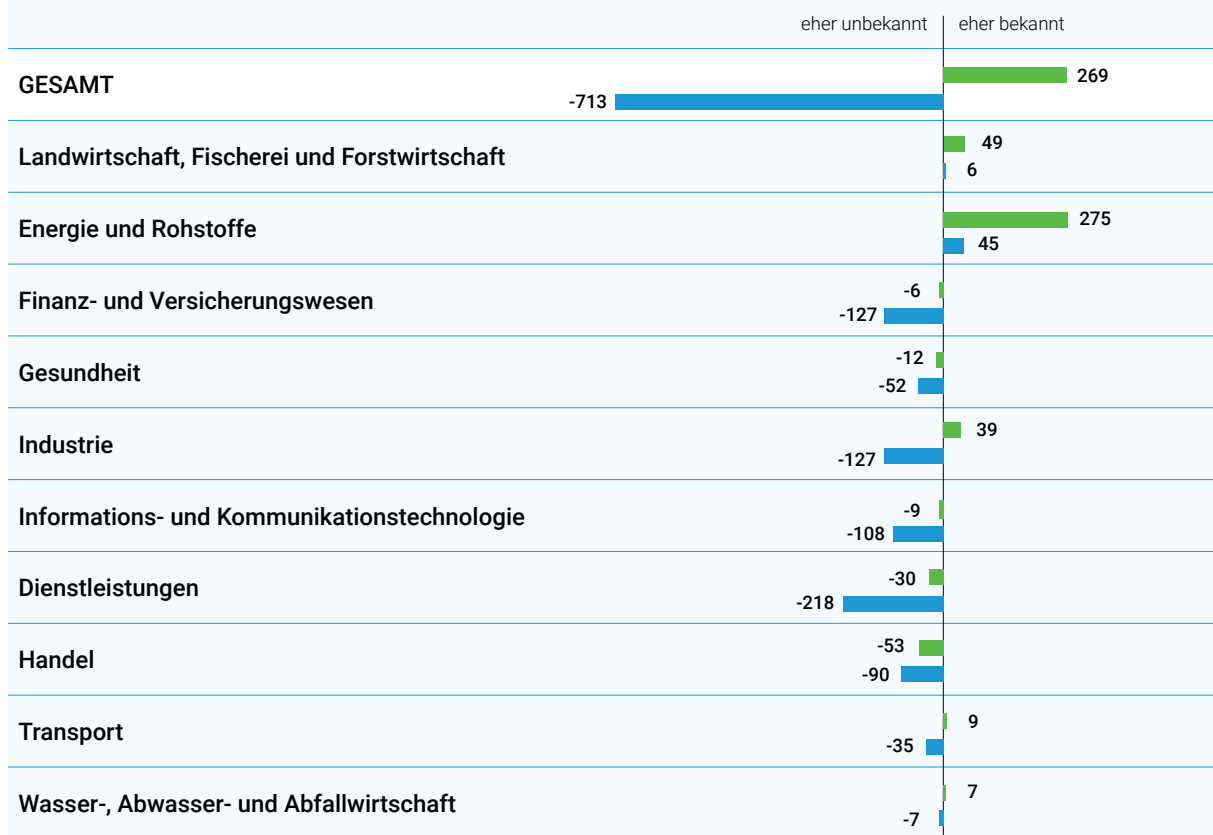 eher unbekannt eher bekannt
GESAMT
269
-713
Landwirtschaft, Fischerei und Forstwirtschaft
49
6
Energie und Rohstoffe
275
45
Finanz- und Versicherungswesen
-6
-127
Gesundheit
-12
-52
Industrie
39
-127
Informations- und Kommunikationstechnologie
-9
-108
Dienstleistungen
-30
-218
Handel
-53
-90
Transport
9
-35
Wasser-, Abwasser- und Abfallwirtschaft
7
-7